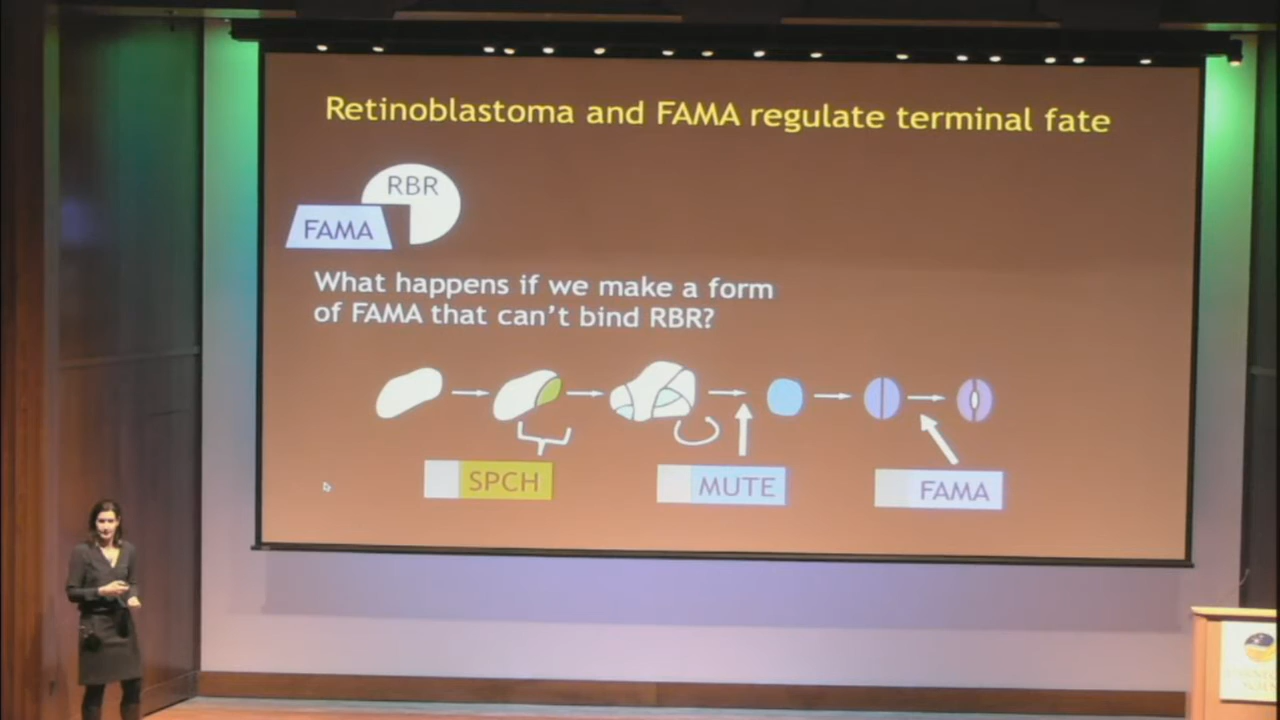 Retinoblastoma and FAMA regulate terminal fate
RBR
FAMA
What happens if we make a form
of FAMA that can't bind RBR?
SPCH
MUTE
FAMA